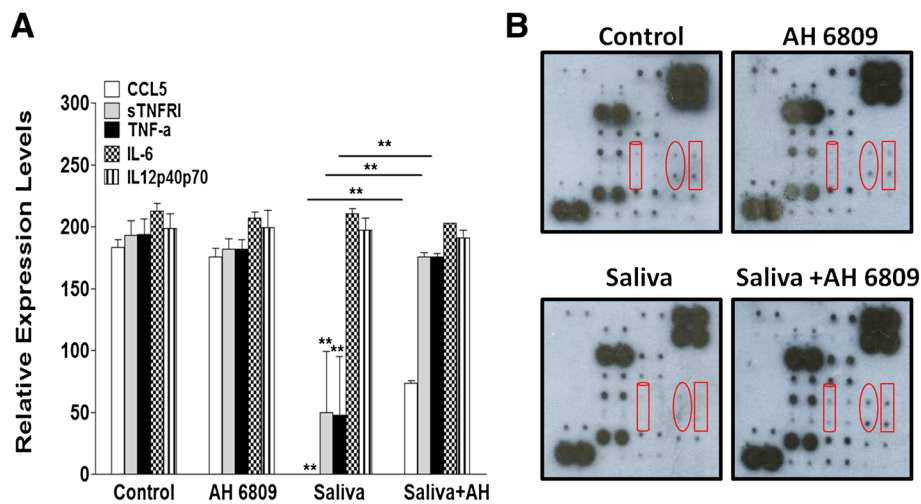 A
Relative Expression Levels
300
250
200
150
100
50
0
CCL5
sTNFRI
TNF-a
IL-6
IL12p40p70
**
**
**
**
**
**
Control
AH 6809
Saliva
Saliva+AH
B
Control
AH 6809
Saliva
Saliva +AH 6809